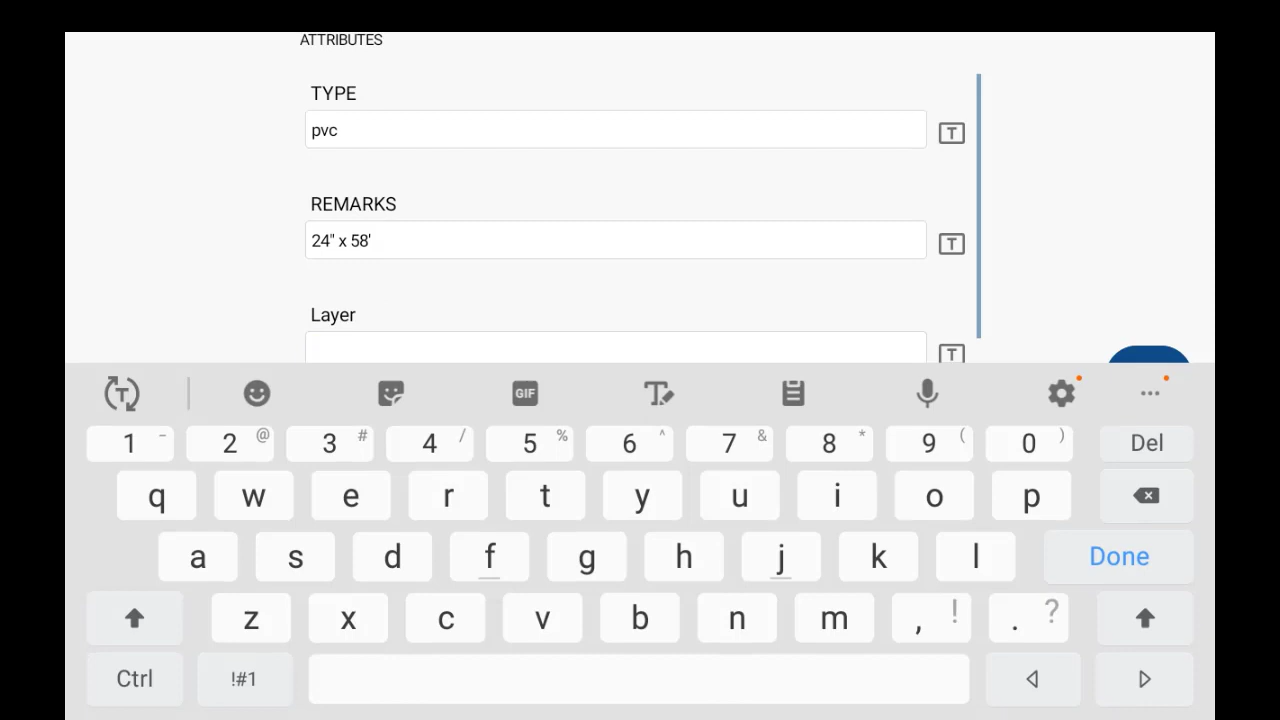 ATTRIBUTES
TYPE
pvc
T
REMARKS
24" x 58'
T
Layer
T
T GIF T
1 - 2 @ 3 # 4 / 5 % 6 ^ 7 & 8 * 9 ( 0 ) Del
q w e r t y u i o p
a s d f g h j k l Done
z x c v b n m , ! . ?
Ctrl !#1